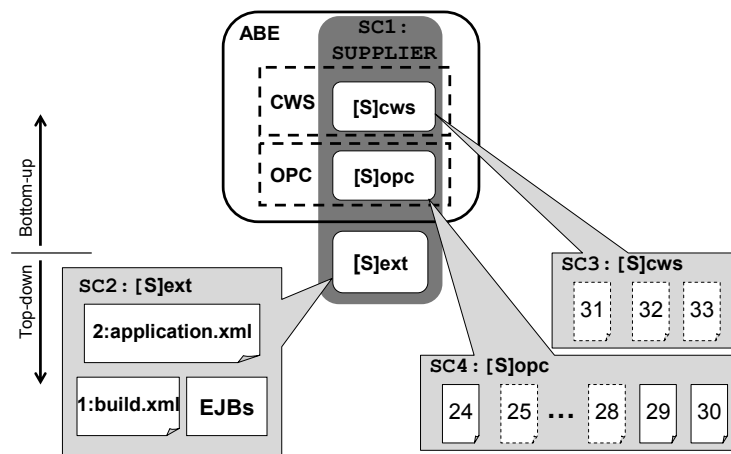 ABE
SC1:
SUPPLIER
CWS
[S]cws
OPC
[S]opc
[S]ext
Bottom-up
Top-down
SC2: [S]ext
2:application.xml
1:build.xml
EJBs
SC3: [S]cws
31 32 33
SC4: [S]opc
24 25 ... 28 29 30